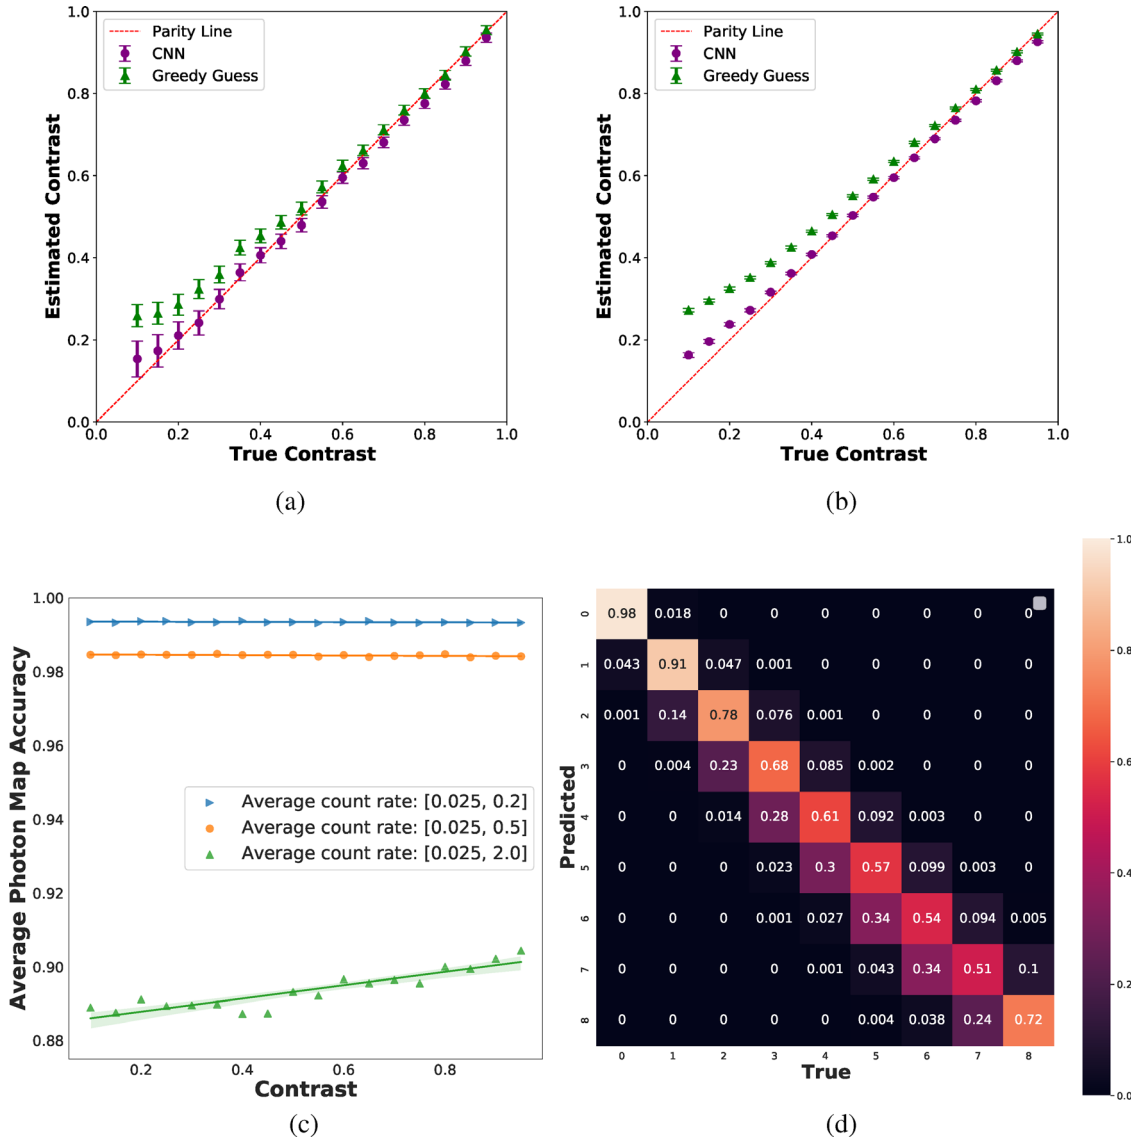 1.0
0.8
0.6
0.4
0.2
0.0
Estimated Contrast
Parity Line
CNN
Greedy Guess
0.0 0.2 0.4 0.6 0.8 1.0
True Contrast
(a)
1.0
0.8
0.6
0.4
0.2
0.0
Estimated Contrast
Parity Line
CNN
Greedy Guess
0.0 0.2 0.4 0.6 0.8 1.0
True Contrast
(b)
1.00
0.98
0.96
0.94
0.92
0.90
0.88
Average Photon Map Accuracy
Average count rate: [0.025, 0.2]
Average count rate: [0.025, 0.5]
Average count rate: [0.025, 2.0]
0.2 0.4 0.6 0.8
Contrast
(c)
Predicted
0 0.98 0.018 0 0 0 0 0 0 0
1 0.043 0.91 0.047 0.001 0 0 0 0 0
2 0.001 0.14 0.78 0.076 0.001 0 0 0 0
3 0 0.004 0.23 0.68 0.085 0.002 0 0 0
4 0 0 0.014 0.28 0.61 0.092 0.003 0 0
5 0 0 0 0.023 0.3 0.57 0.099 0.003 0
6 0 0 0 0.001 0.027 0.34 0.54 0.094 0.005
7 0 0 0 0 0.001 0.043 0.34 0.51 0.1
8 0 0 0 0 0 0.004 0.038 0.24 0.72
0 1 2 3 4 5 6 7 8
True
1.0
0.8
0.6
0.4
0.2
0.0
(d)